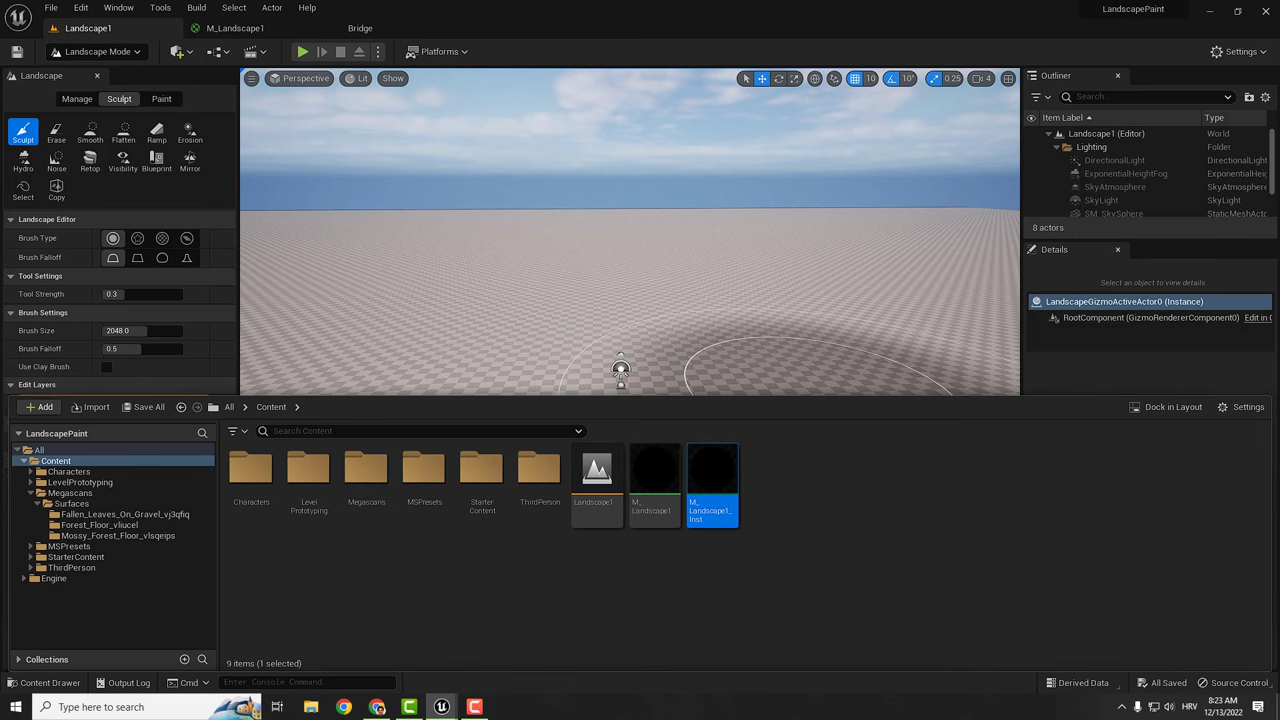 File Edit Window Tools Build Select Actor Help
LandscapePaint
Landscape1
M_Landscape1
Bridge
Landscape Mode
Platforms
Settings
Landscape
Manage Sculpt Paint
Sculpt Erase Smooth Flatten Ramp Erosion
Hydro Noise Retop Visibility Blueprint Mirror
Select Copy
Landscape Editor
Brush Type
Brush Falloff
Tool Settings
Tool Strength 0.3
Brush Settings
Brush Size 2048.0
Brush Falloff 0.5
Use Clay Brush
Edit Layers
Perspective Lit Show
10 10° 0.25 4
Outliner
Search...
Item Label Type
Landscape1 (Editor) World
Lighting Folder
DirectionalLight DirectionalLight
ExponentialHeightFog ExponentialHeig
SkyAtmosphere SkyAtmosphere
SkyLight SkyLight
SM_SkySphere StaticMeshActor
8 actors
Details
Select an object to view details.
LandscapeGizmoActiveActor0 (Instance)
RootComponent (GizmoRendererComponent0) Edit in C
Add Import Save All All Content
Dock in Layout Settings
LandscapePaint
All
Content
Characters
LevelPrototyping
Megascans
Surfaces
Fallen_Leaves_On_Gravel_vj3qfiq
Forest_Floor_vliucel
Mossy_Forest_Floor_vlsqeips
MSPresets
StarterContent
ThirdPerson
Engine
Collections
Search Content
Characters
Level
Prototyping
Megascans
MSPresets
Starter
Content
ThirdPerson
Landscape1
M_
Landscape1
M_
Landscape1_
Inst
9 items (1 selected)
Content Drawer Output Log Cmd Enter Console Command
Derived Data All Saved Source Control
Type here to search
HRV
8:23 AM
12/13/2022